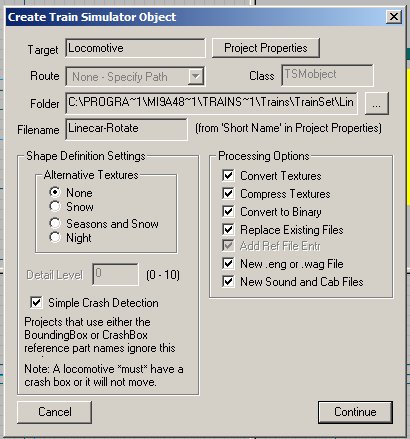 Create Train Simulator Object
Target Locomotive Project Properties
Route None - Specify Path Class TSMobject
Folder C:\PROGRA~1\MI9A48~1\TRAINS~1\Trains\TrainSet\Lin ...
Filename Linecar-Rotate (from 'Short Name' in Project Properties)
Shape Definition Settings
Alternative Textures
None
Snow
Seasons and Snow
Night
Detail Level 0 (0 - 10)
Simple Crash Detection
Projects that use either the
BoundingBox or CrashBox
reference part names ignore this
Note: A locomotive *must* have a
crash box or it will not move.
Processing Options
Convert Textures
Compress Textures
Convert to Binary
Replace Existing Files
Add Ref File Entr
New .eng or .wag File
New Sound and Cab Files
Cancel
Continue